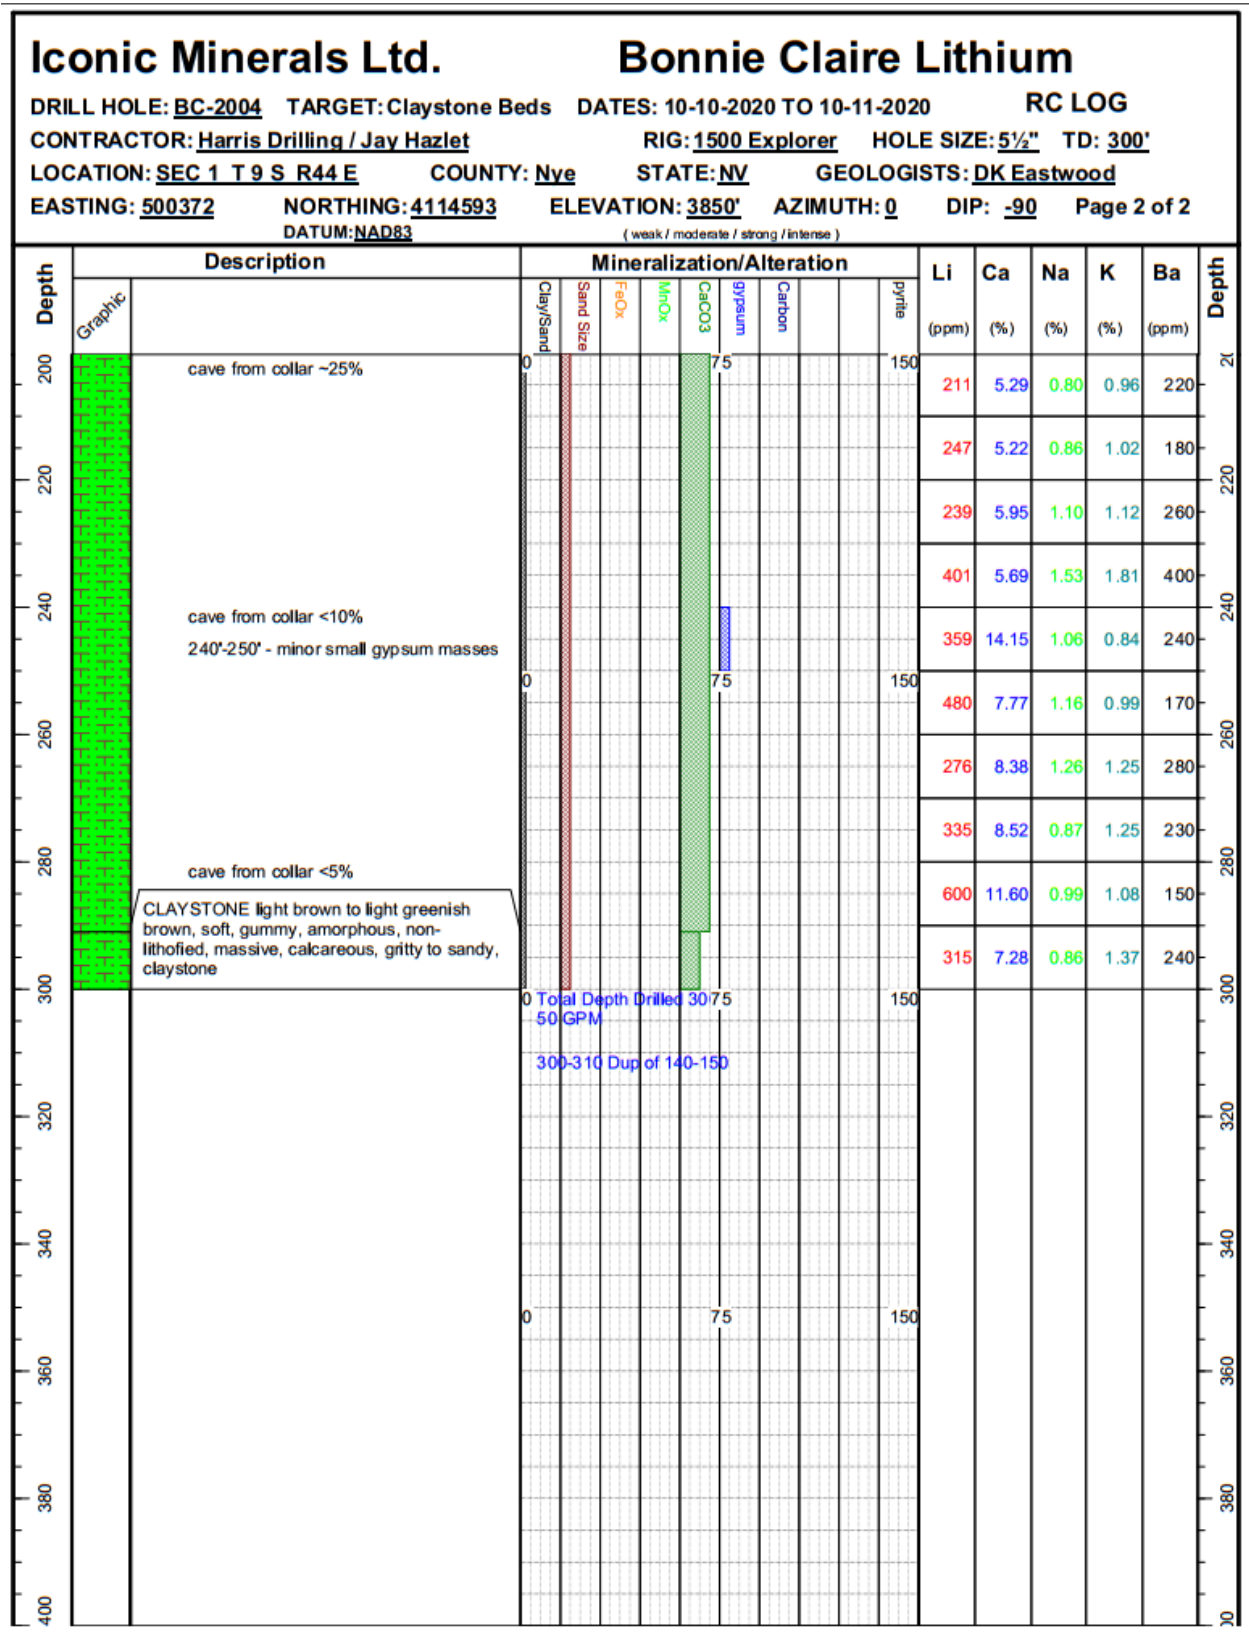 Iconic Minerals Ltd. Bonnie Claire Lithium
DRILL HOLE: BC-2004 TARGET: Claystone Beds DATES: 10-10-2020 TO 10-11-2020 RC LOG
CONTRACTOR: Harris Drilling / Jay Hazlet RIG: 1500 Explorer HOLE SIZE: 5½" TD: 300'
LOCATION: SEC 1 T 9 S R44 E COUNTY: Nye STATE: NV GEOLOGISTS: DK Eastwood
EASTING: 500372 NORTHING: 4114593 ELEVATION: 3850' AZIMUTH: 0 DIP: -90 Page 2 of 2
DATUM: NAD83 ( weak / moderate / strong / intense )
Depth Description Mineralization/Alteration Li Ca Na K Ba Depth
Graphic Clay/Sand Sand Size FeOx MnOx CaCO3 gypsum Carbon pyrite (ppm) (%) (%) (%) (ppm)
200 cave from collar ~25% 0 75 150 20
211 5.29 0.80 0.96 220
247 5.22 0.86 1.02 180
220 220
239 5.95 1.10 1.12 260
401 5.69 1.53 1.81 400
240 cave from collar <10% 240
240'-250' - minor small gypsum masses 359 14.15 1.06 0.84 240
0 75 150
480 7.77 1.16 0.99 170
260 260
276 8.38 1.26 1.25 280
335 8.52 0.87 1.25 230
280 cave from collar <5% 280
600 11.60 0.99 1.08 150
CLAYSTONE light brown to light greenish
brown, soft, gummy, amorphous, non-
lithofied, massive, calcareous, gritty to sandy,
claystone
315 7.28 0.86 1.37 240
300 0 75 150 300
Total Depth Drilled 30
50 GPM
300-310 Dup of 140-150
320 320
340 340
0 75 150
360 360
380 380
400 00